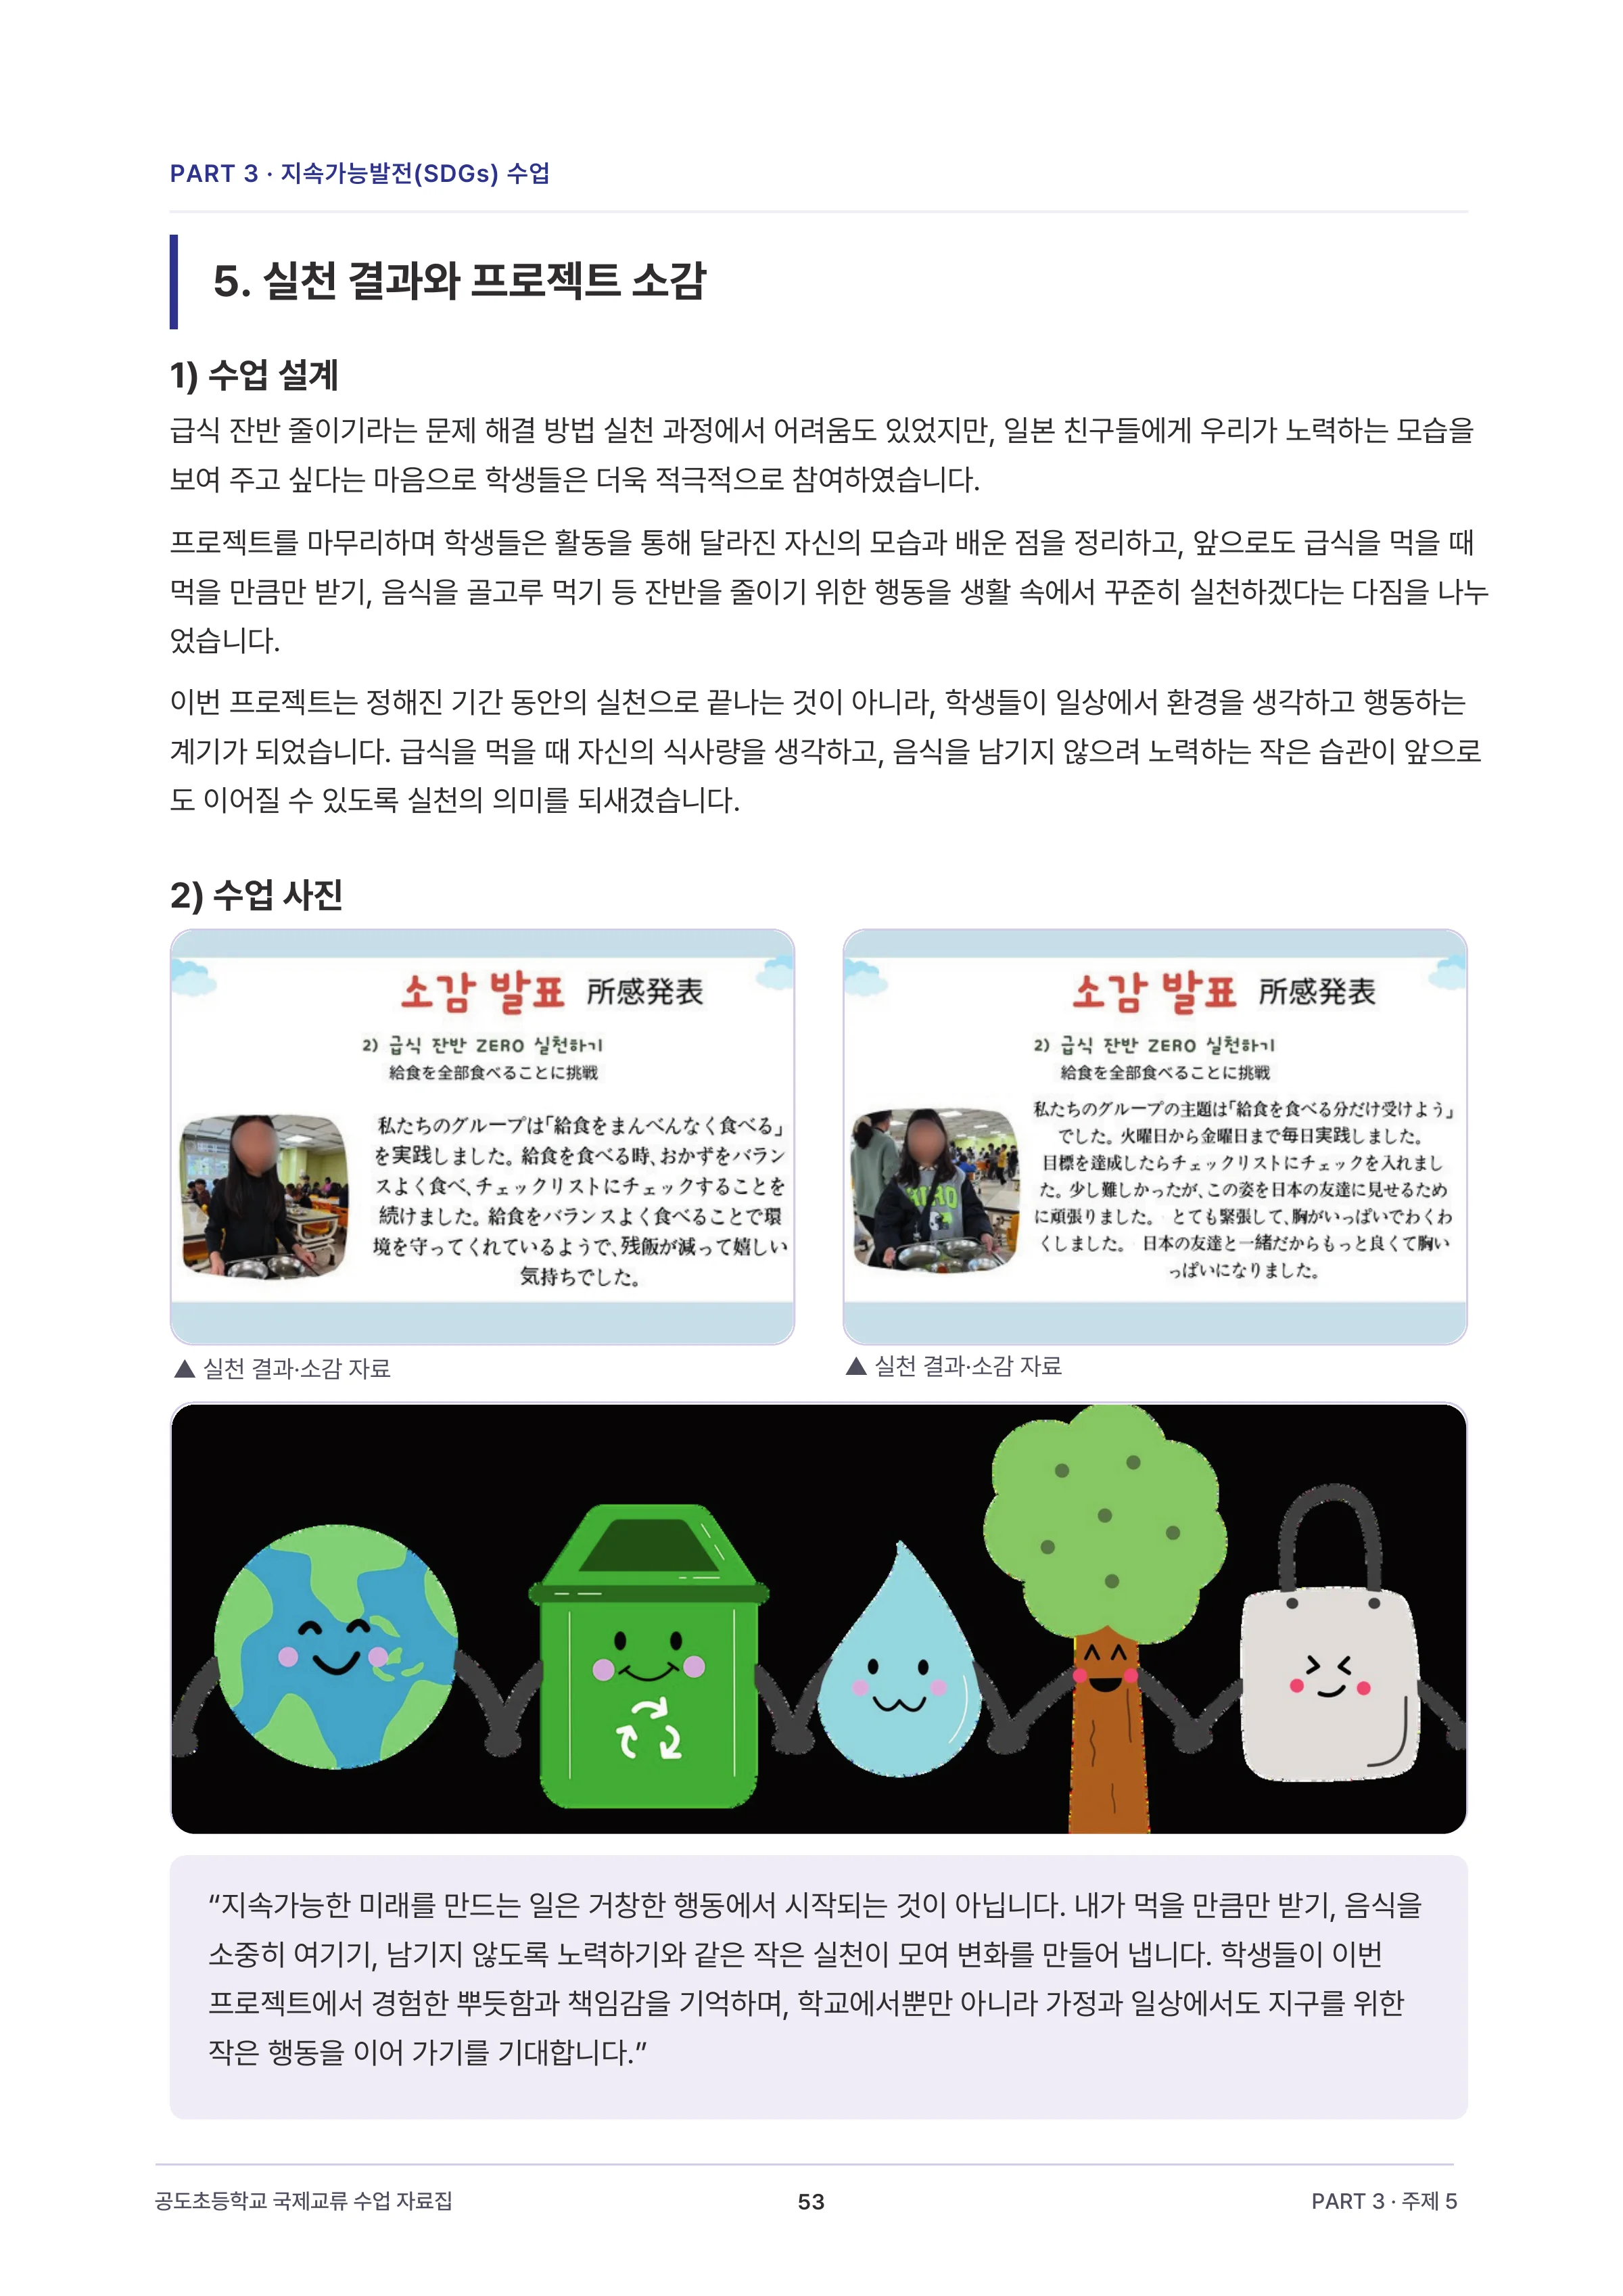 PART 3 · 지속가능발전(SDGs) 수업
5. 실천 결과와 프로젝트 소감
1) 수업 설계
급식 잔반 줄이기라는 문제 해결 방법 실천 과정에서 어려움도 있었지만, 일본 친구들에게 우리가 노력하는 모습을
보여 주고 싶다는 마음으로 학생들은 더욱 적극적으로 참여하였습니다.
프로젝트를 마무리하며 학생들은 활동을 통해 달라진 자신의 모습과 배운 점을 정리하고, 앞으로도 급식을 먹을 때
먹을 만큼만 받기, 음식을 골고루 먹기 등 잔반을 줄이기 위한 행동을 생활 속에서 꾸준히 실천하겠다는 다짐을 나누
었습니다.
이번 프로젝트는 정해진 기간 동안의 실천으로 끝나는 것이 아니라, 학생들이 일상에서 환경을 생각하고 행동하는
계기가 되었습니다. 급식을 먹을 때 자신의 식사량을 생각하고, 음식을 남기지 않으려 노력하는 작은 습관이 앞으로
도 이어질 수 있도록 실천의 의미를 되새겼습니다.
2) 수업 사진
소감 발표 所感発表
2) 급식 잔반 ZERO 실천하기
給食を全部食べることに挑戦
私たちのグループは「給食をまんべんなく食べる」
を実践しました。給食を食べる時、おかずをバラン
スよく食べ、チェックリストにチェックすることを
続けました。給食をバランスよく食べることで環
境を守ってくれているようで、残飯が減って嬉しい
気持ちでした。
▲ 실천 결과·소감 자료
소감 발표 所感発表
2) 급식 잔반 ZERO 실천하기
給食を全部食べることに挑戦
私たちのグループの主題は「給食を食べる分だけ受けよう」
でした。火曜日から金曜日まで毎日実践しました。
目標を達成したらチェックリストにチェックを入れまし
た。少し難しかったが、この姿を日本の友達に見せるため
に頑張りました。 とても緊張して、胸がいっぱいでわくわ
くしました。 日本の友達と一緒だからもっと良くて胸い
っぱいになりました。
▲ 실천 결과·소감 자료
“지속가능한 미래를 만드는 일은 거창한 행동에서 시작되는 것이 아닙니다. 내가 먹을 만큼만 받기, 음식을
소중히 여기기, 남기지 않도록 노력하기와 같은 작은 실천이 모여 변화를 만들어 냅니다. 학생들이 이번
프로젝트에서 경험한 뿌듯함과 책임감을 기억하며, 학교에서뿐만 아니라 가정과 일상에서도 지구를 위한
작은 행동을 이어 가기를 기대합니다.”
공도초등학교 국제교류 수업 자료집
53
PART 3 · 주제 5